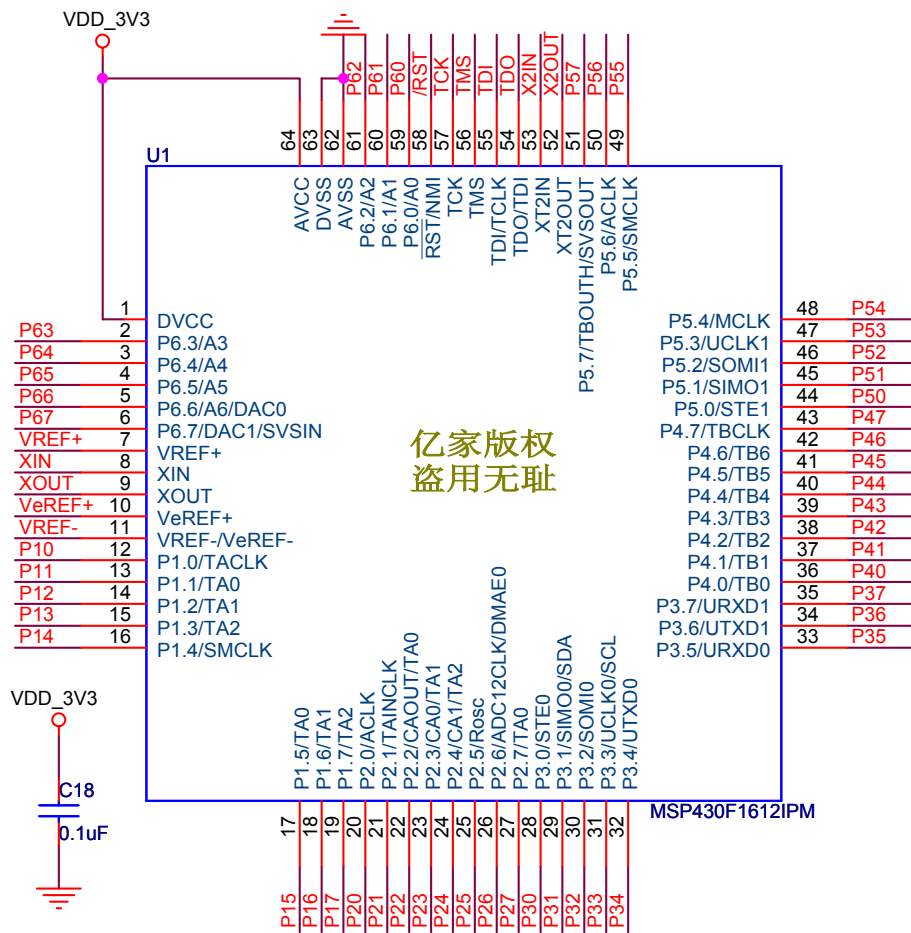 VDD_3V3
P62 P61 P60 /RST TCK TMS TDI TDO X2IN X2OUT P57 P56 P55
64 63 62 61 60 59 58 57 56 55 54 53 52 51 50 49
U1
AVCC DVSS AVSS P6.2/A2 P6.1/A1 P6.0/A0 RST/NMI TCK TMS TDI/TCLK TDO/TDI XT2IN XT2OUT P5.7/TBOUTH/SVSOUT P5.6/ACLK P5.5/SMCLK
1 DVCC P5.4/MCLK 48 P54
P63 2 P6.3/A3 P5.3/UCLK1 47 P53
P64 3 P6.4/A4 P5.2/SOMI1 46 P52
P65 4 P6.5/A5 P5.1/SIMO1 45 P51
P66 5 P6.6/A6/DAC0 P5.0/STE1 44 P50
P67 6 P6.7/DAC1/SVSIN P4.7/TBCLK 43 P47
VREF+ 7 VREF+ P4.6/TB6 42 P46
XIN 8 XIN P4.5/TB5 41 P45
XOUT 9 XOUT P4.4/TB4 40 P44
VeREF+ 10 VeREF+ P4.3/TB3 39 P43
VREF- 11 VREF-/VeREF- P4.2/TB2 38 P42
P10 12 P1.0/TACLK P4.1/TB1 37 P41
P11 13 P1.1/TA0 P4.0/TB0 36 P40
P12 14 P1.2/TA1 P3.7/URXD1 35 P37
P13 15 P1.3/TA2 P3.6/UTXD1 34 P36
P14 16 P1.4/SMCLK P3.5/URXD0 33 P35
亿家版权
盗用无耻
P1.5/TA0 P1.6/TA1 P1.7/TA2 P2.0/ACLK P2.1/TAINCLK P2.2/CAOUT/TA0 P2.3/CA0/TA1 P2.4/CA1/TA2 P2.5/Rosc P2.6/ADC12CLK/DMAE0 P2.7/TA0 P3.0/STE0 P3.1/SIMO0/SDA P3.2/SOMI0 P3.3/UCLK0/SCL P3.4/UTXD0
MSP430F1612IPM
17 18 19 20 21 22 23 24 25 26 27 28 29 30 31 32
P15 P16 P17 P20 P21 P22 P23 P24 P25 P26 P27 P30 P31 P32 P33 P34
VDD_3V3
C18
0.1uF